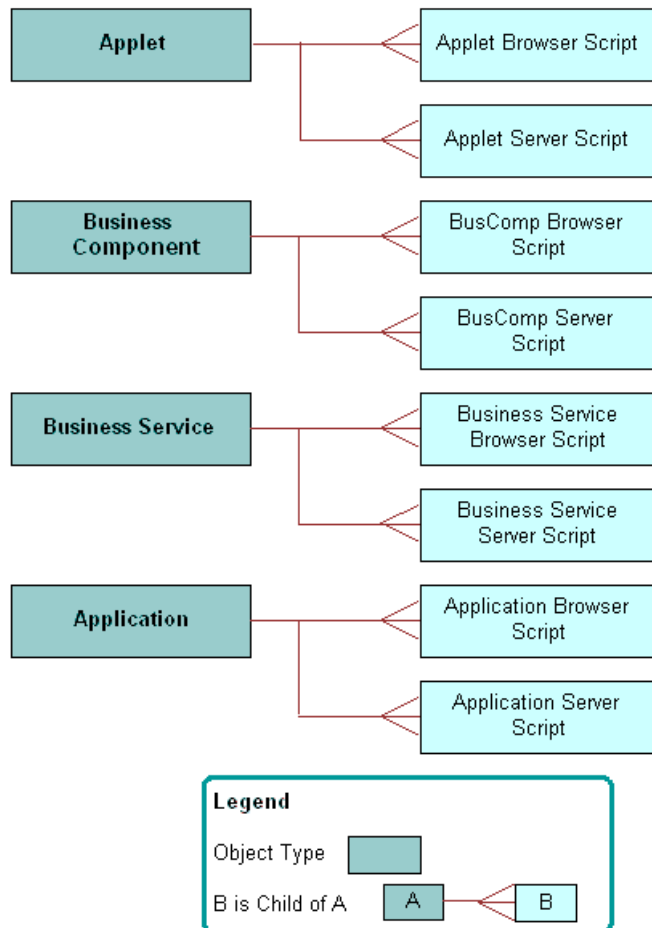 Applet
Applet Browser Script
Applet Server Script
Business
Component
BusComp Browser
Script
BusComp Server
Script
Business Service
Business Service
Browser Script
Business Service
Server Script
Application
Application Browser
Script
Application Server
Script
Legend
Object Type
B is Child of A
A
B